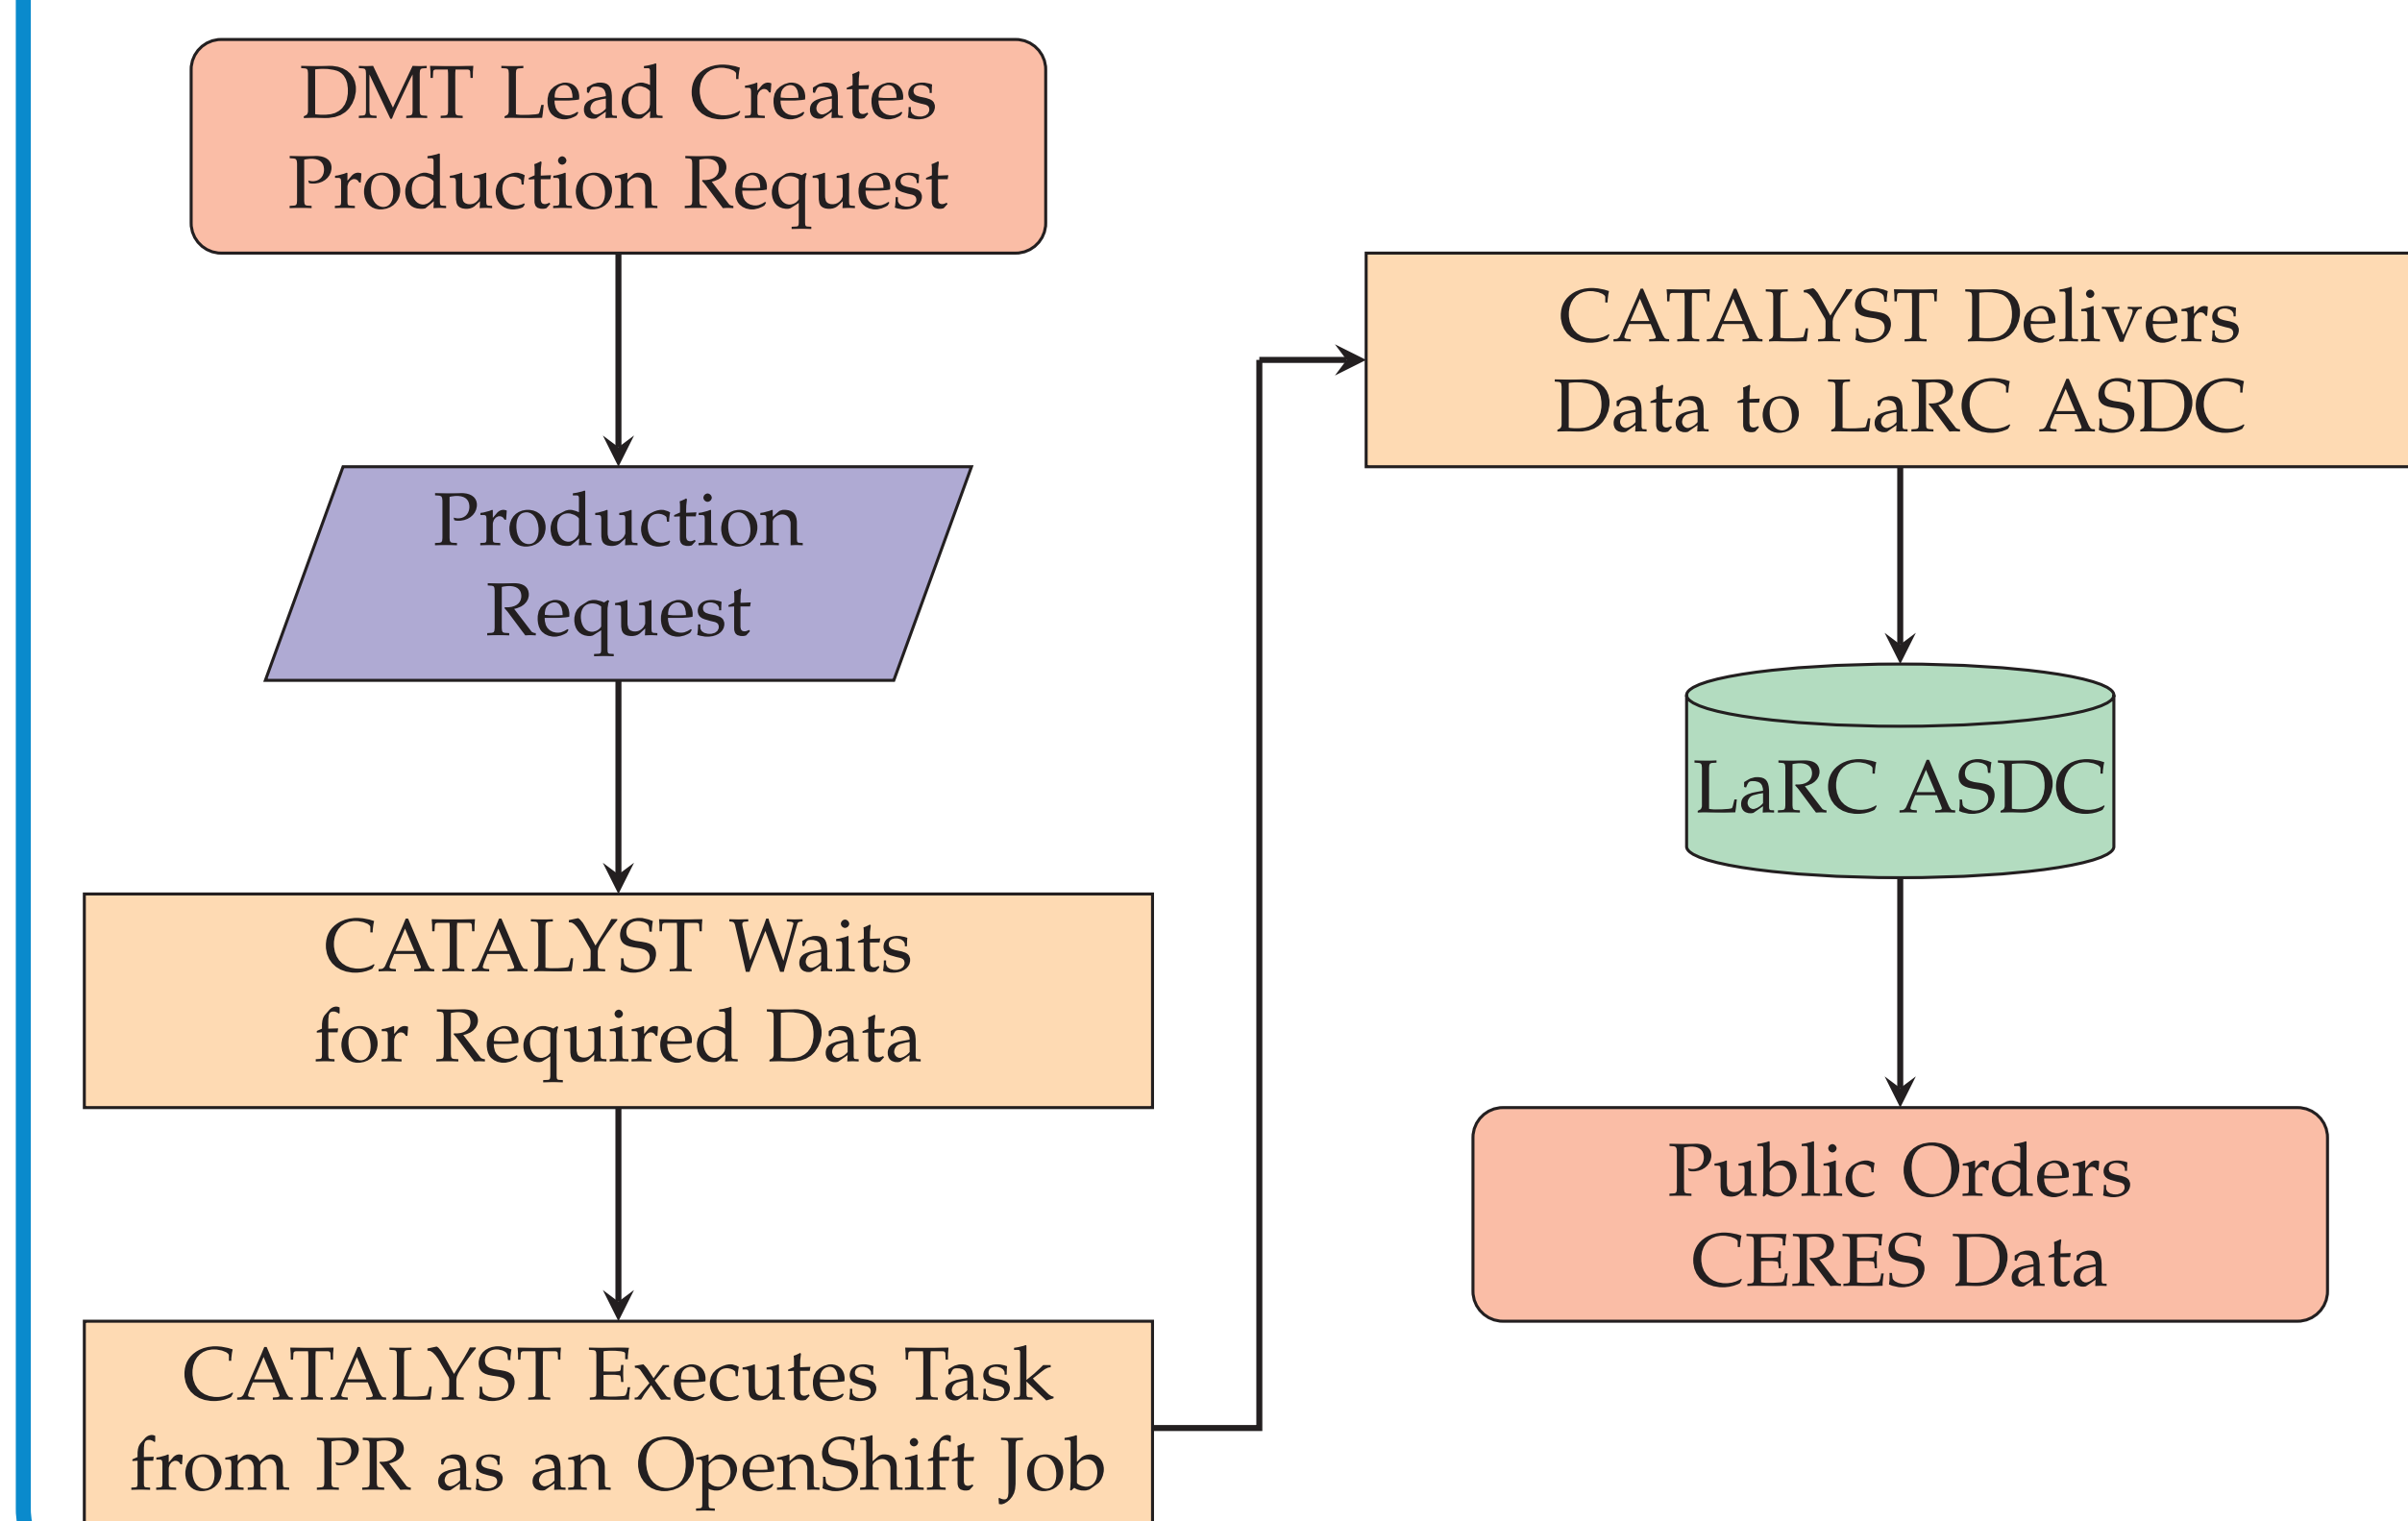 DMT Lead Creates
Production Request
Production
Request
CATALYST Waits
for Required Data
CATALYST Executes Task
from PR as an OpenShift Job
CATALYST Delivers
Data to LaRC ASDC
LaRC ASDC
Public Orders
CERES Data